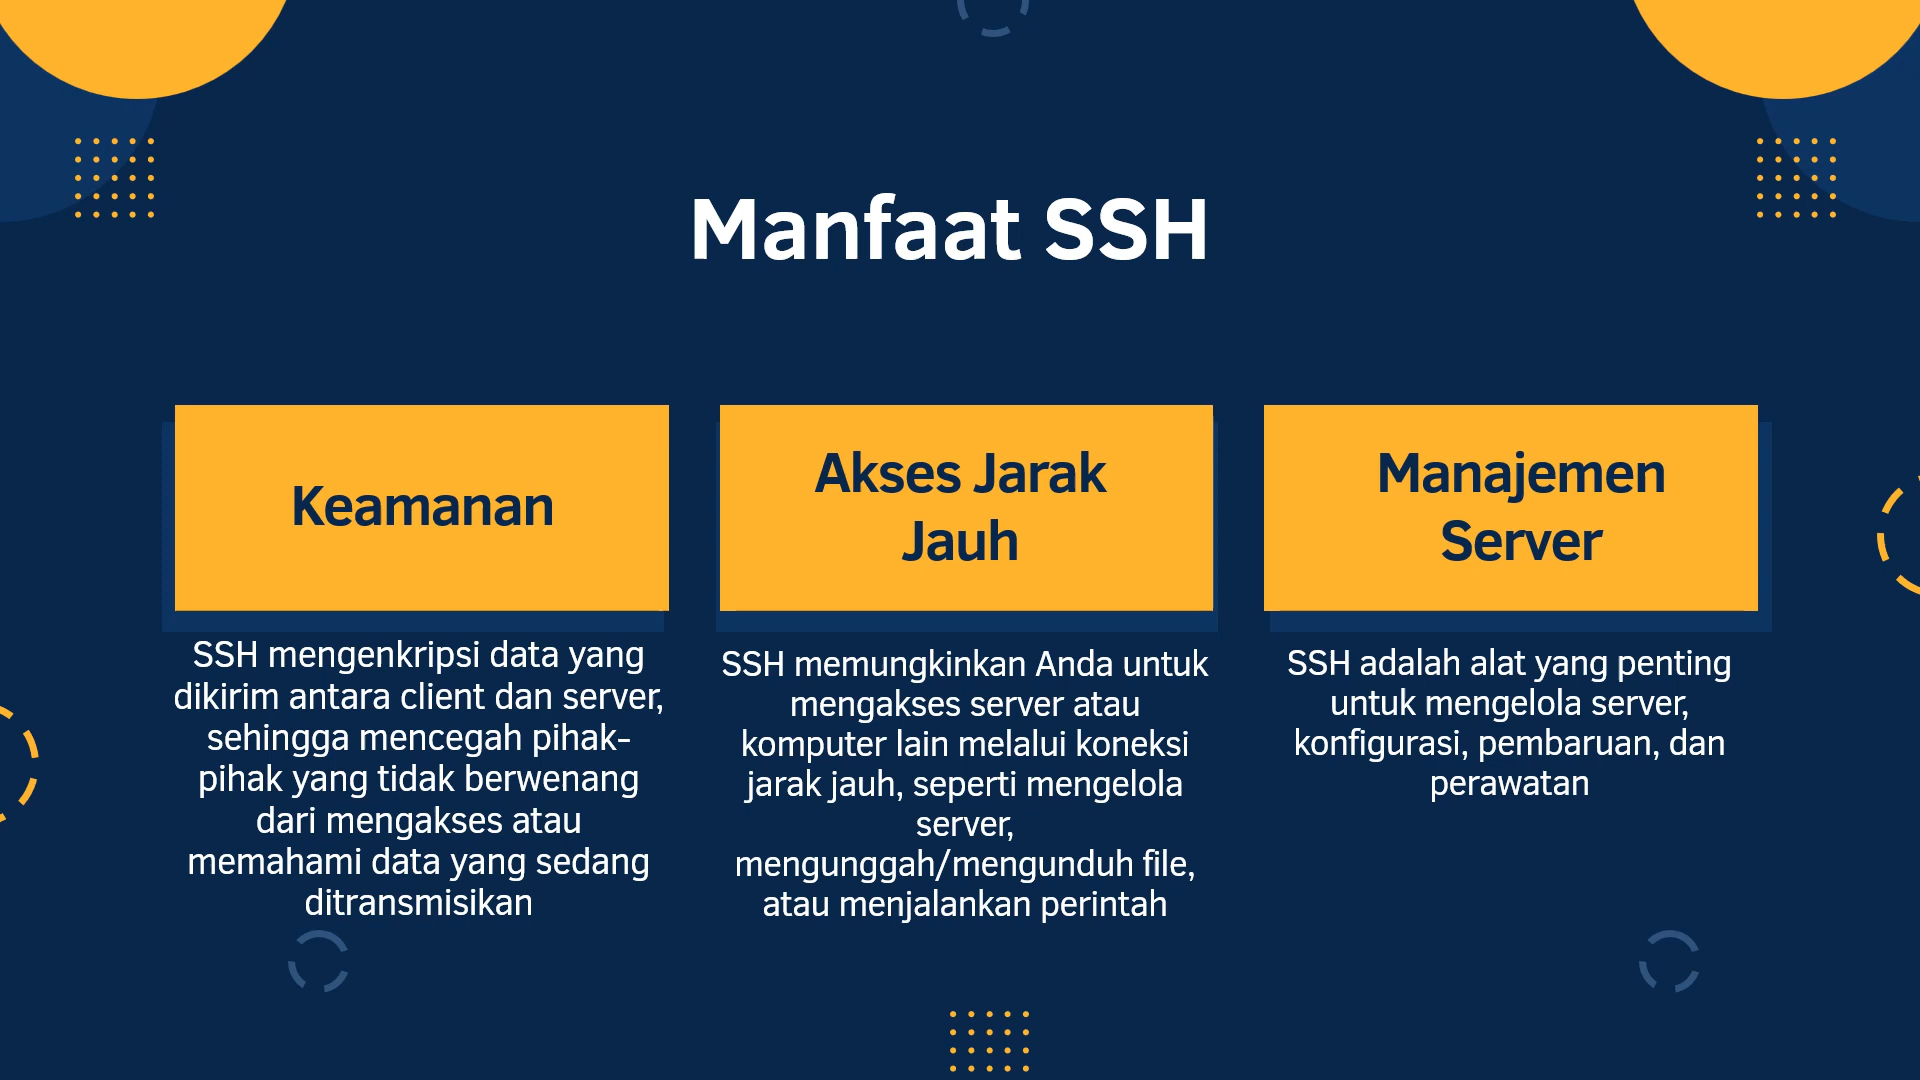 Manfaat SSH
Keamanan
SSH mengenkripsi data yang
dikirim antara client dan server,
sehingga mencegah pihak-
pihak yang tidak berwenang
dari mengakses atau
memahami data yang sedang
ditransmisikan
Akses Jarak
Jauh
SSH memungkinkan Anda untuk
mengakses server atau
komputer lain melalui koneksi
jarak jauh, seperti mengelola
server,
mengunggah/mengunduh file,
atau menjalankan perintah
Manajemen
Server
SSH adalah alat yang penting
untuk mengelola server,
konfigurasi, pembaruan, dan
perawatan